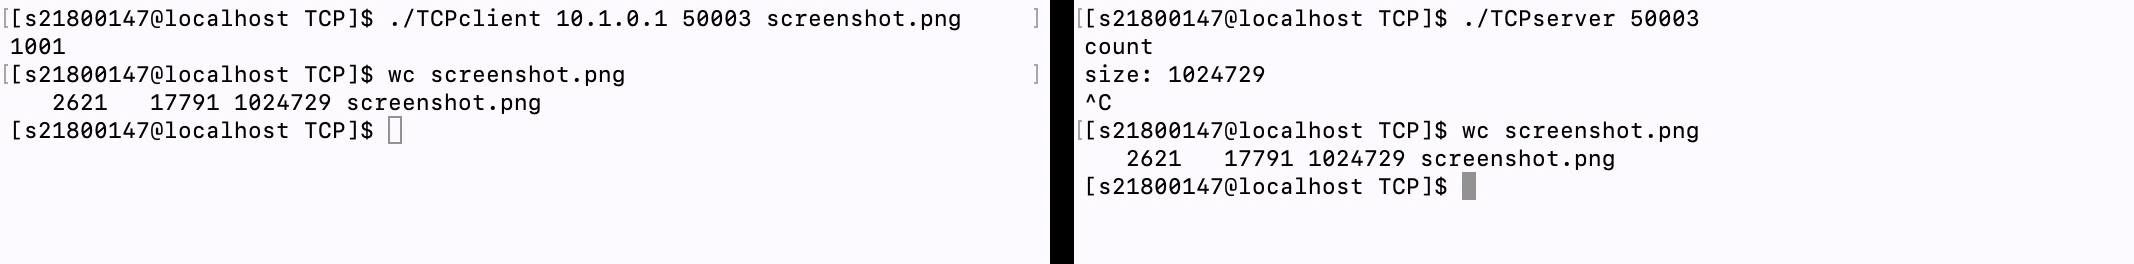 [[s21800147@localhost TCP]$ ./TCPclient 10.1.0.1 50003 screenshot.png ]
1001
[[s21800147@localhost TCP]$ wc screenshot.png ]
   2621   17791 1024729 screenshot.png
[s21800147@localhost TCP]$
[[s21800147@localhost TCP]$ ./TCPserver 50003
count
size: 1024729
^C
[[s21800147@localhost TCP]$ wc screenshot.png
   2621   17791 1024729 screenshot.png
[s21800147@localhost TCP]$